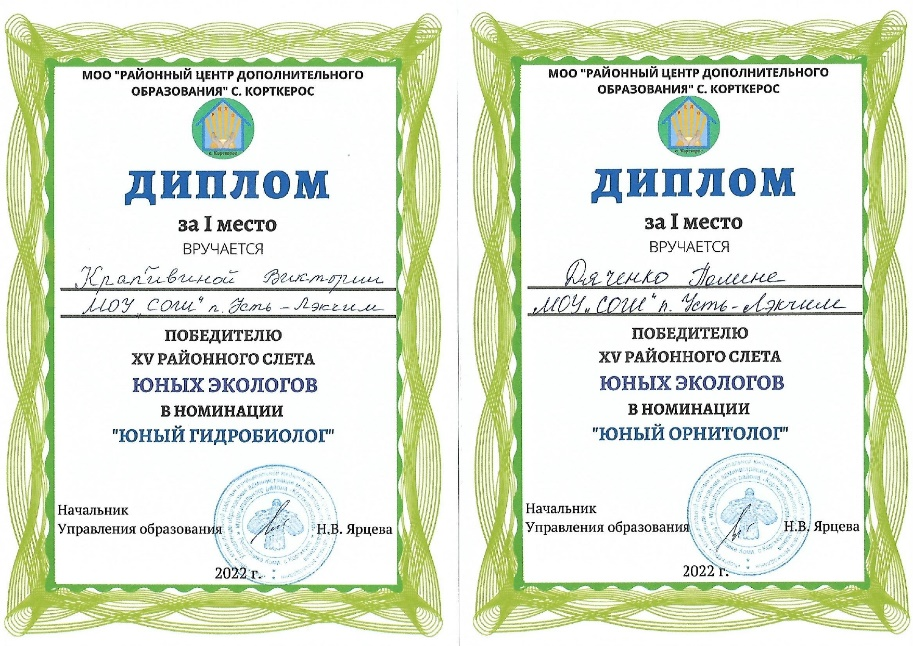 МОО "РАЙОННЫЙ ЦЕНТР ДОПОЛНИТЕЛЬНОГО
ОБРАЗОВАНИЯ" С. КОРТКЕРОС
ДИПЛОМ
за I место
ВРУЧАЕТСЯ
Крапивиной Виктории
МОУ „СОШ" п. Усть-Лэкчим
ПОБЕДИТЕЛЮ
XV РАЙОННОГО СЛЕТА
ЮНЫХ ЭКОЛОГОВ
В НОМИНАЦИИ
"ЮНЫЙ ГИДРОБИОЛОГ"
Начальник
Управления образования Н.В. Ярцева
2022 г.
МОО "РАЙОННЫЙ ЦЕНТР ДОПОЛНИТЕЛЬНОГО
ОБРАЗОВАНИЯ" С. КОРТКЕРОС
ДИПЛОМ
за I место
ВРУЧАЕТСЯ
Дяченко Полине
МОУ „СОШ" п. Усть-Лэкчим
ПОБЕДИТЕЛЮ
XV РАЙОННОГО СЛЕТА
ЮНЫХ ЭКОЛОГОВ
В НОМИНАЦИИ
"ЮНЫЙ ОРНИТОЛОГ"
Начальник
Управления образования Н.В. Ярцева
2022 г.